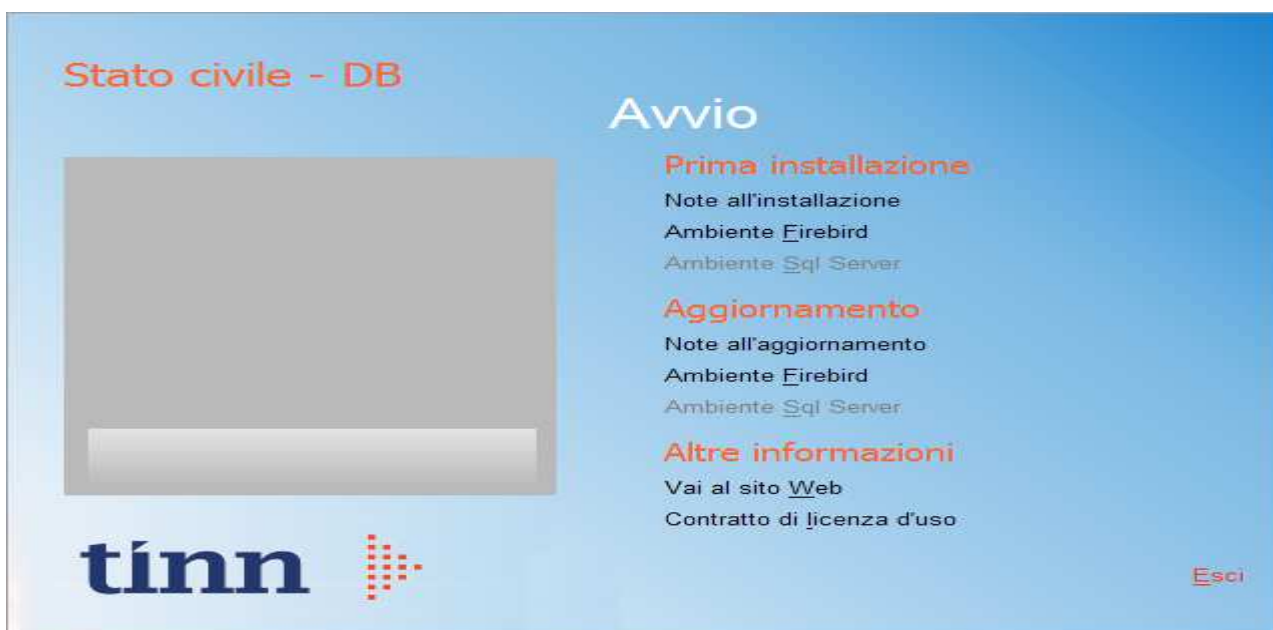 Stato civile - DB
Avvio
Prima installazione
Note all'installazione
Ambiente Firebird
Ambiente Sql Server
Aggiornamento
Note all'aggiornamento
Ambiente Firebird
Ambiente Sql Server
Altre informazioni
Vai al sito Web
Contratto di licenza d'uso
tinn
Esci